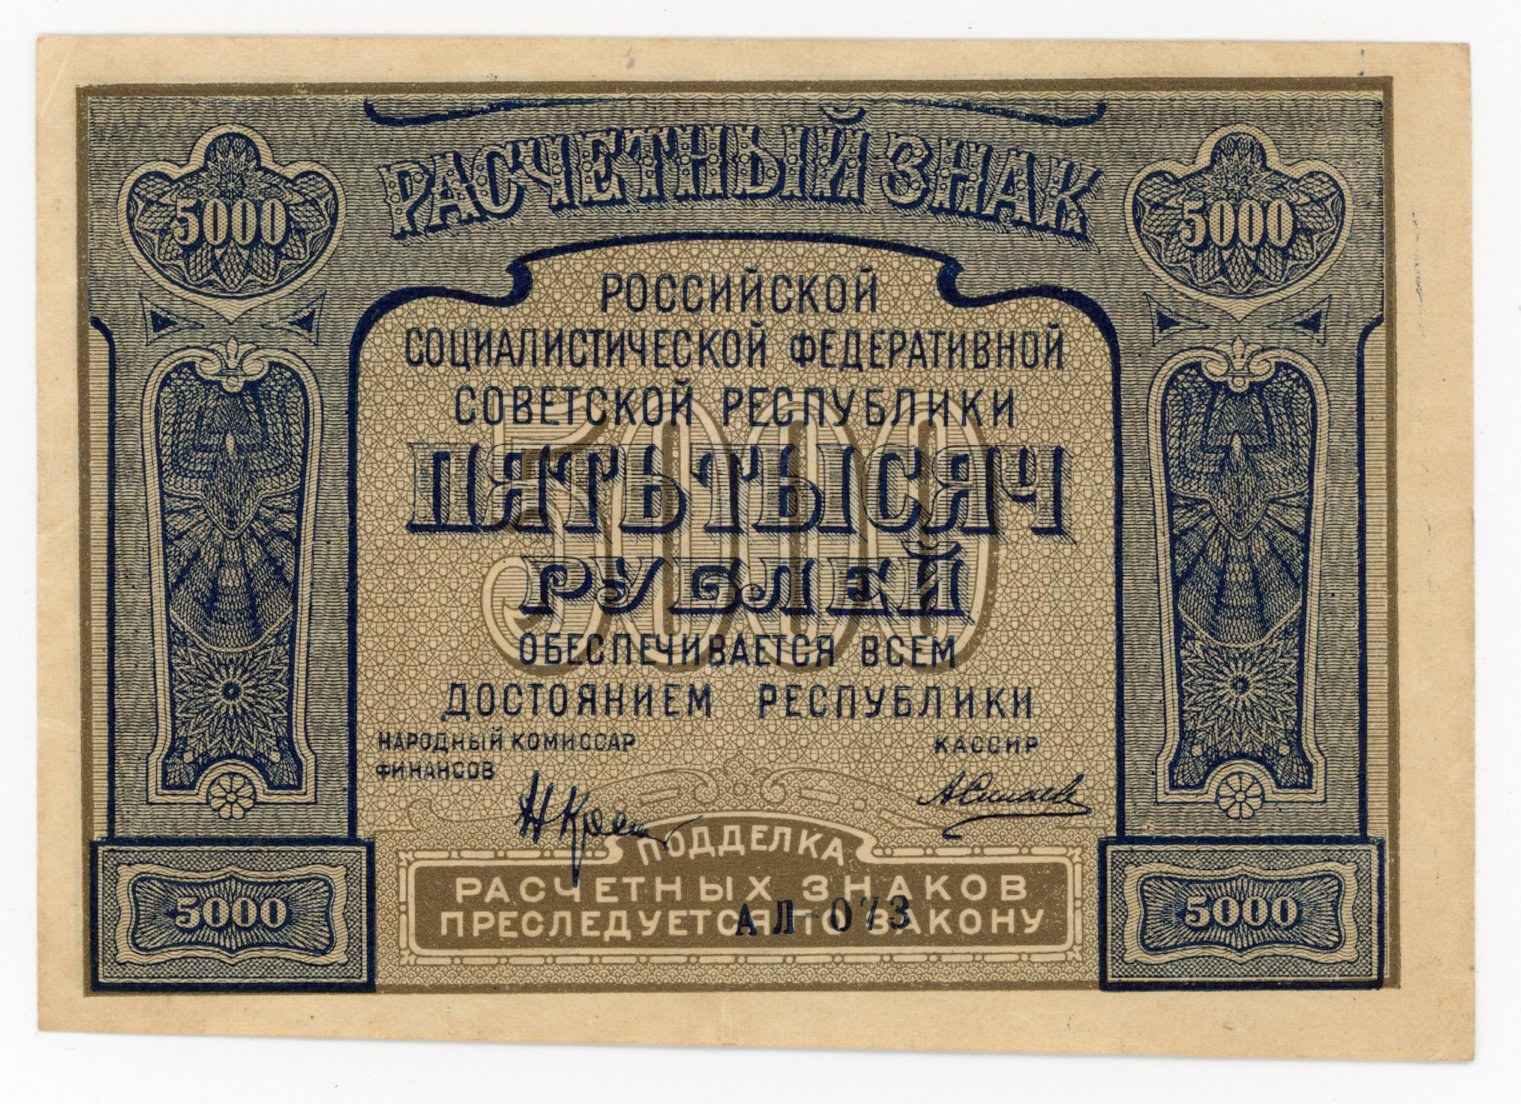 РАСЧЕТНЫЙ ЗНАК
5000
5000
РОССИЙСКОЙ
СОЦИАЛИСТИЧЕСКОЙ ФЕДЕРАТИВНОЙ
СОВЕТСКОЙ РЕСПУБЛИКИ
5000
ПЯТЬ ТЫСЯЧ
РУБЛЕЙ
ОБЕСПЕЧИВАЕТСЯ ВСЕМ
ДОСТОЯНИЕМ РЕСПУБЛИКИ
НАРОДНЫЙ КОМИССАР
ФИНАНСОВ
КАССИР
ПОДДЕЛКА
РАСЧЕТНЫХ ЗНАКОВ
ПРЕСЛЕДУЕТСЯ ПО ЗАКОНУ
АЛ-073
5000
5000